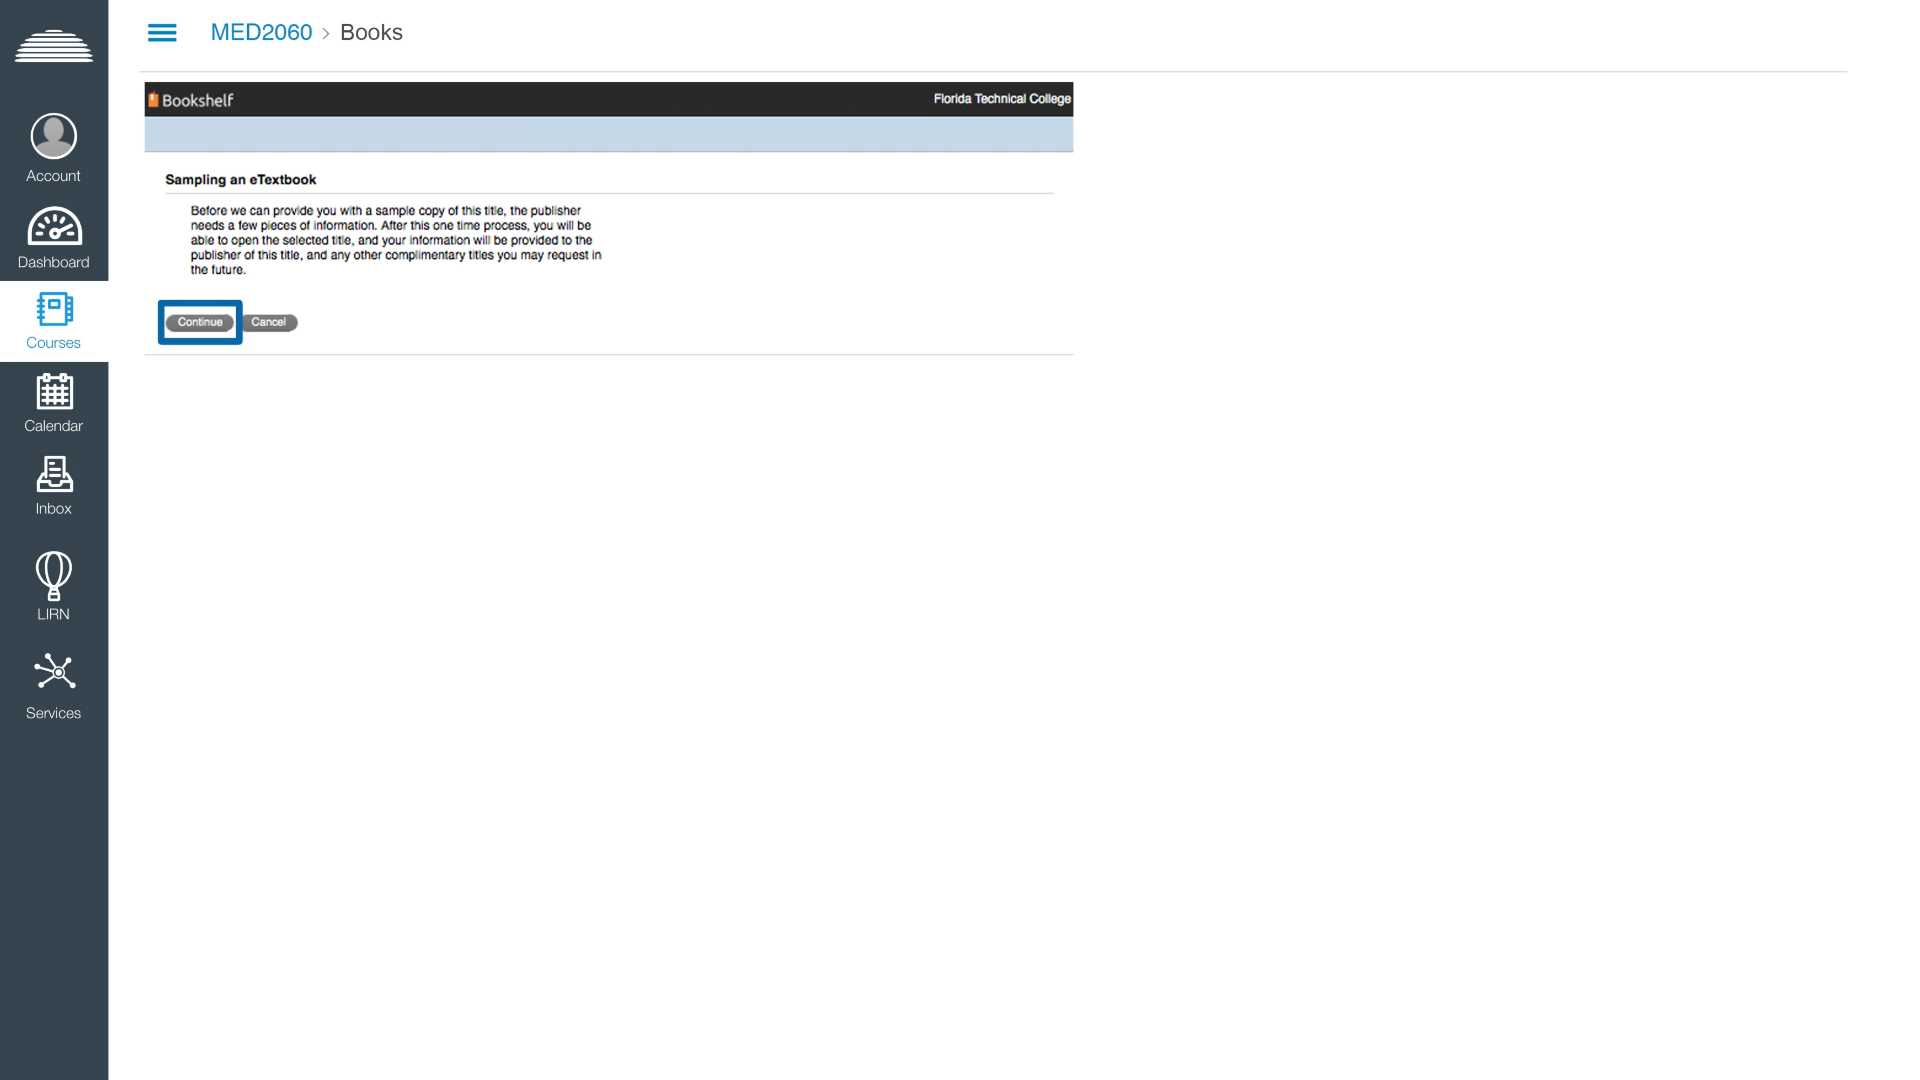 MED2060 > Books
Bookshelf
Florida Technical College
Account
Dashboard
Courses
Calendar
Inbox
LIRN
Services
Sampling an eTextbook
Before we can provide you with a sample copy of this title, the publisher
needs a few pieces of information. After this one time process, you will be
able to open the selected title, and your information will be provided to the
publisher of this title, and any other complimentary titles you may request in
the future.
Continue
Cancel